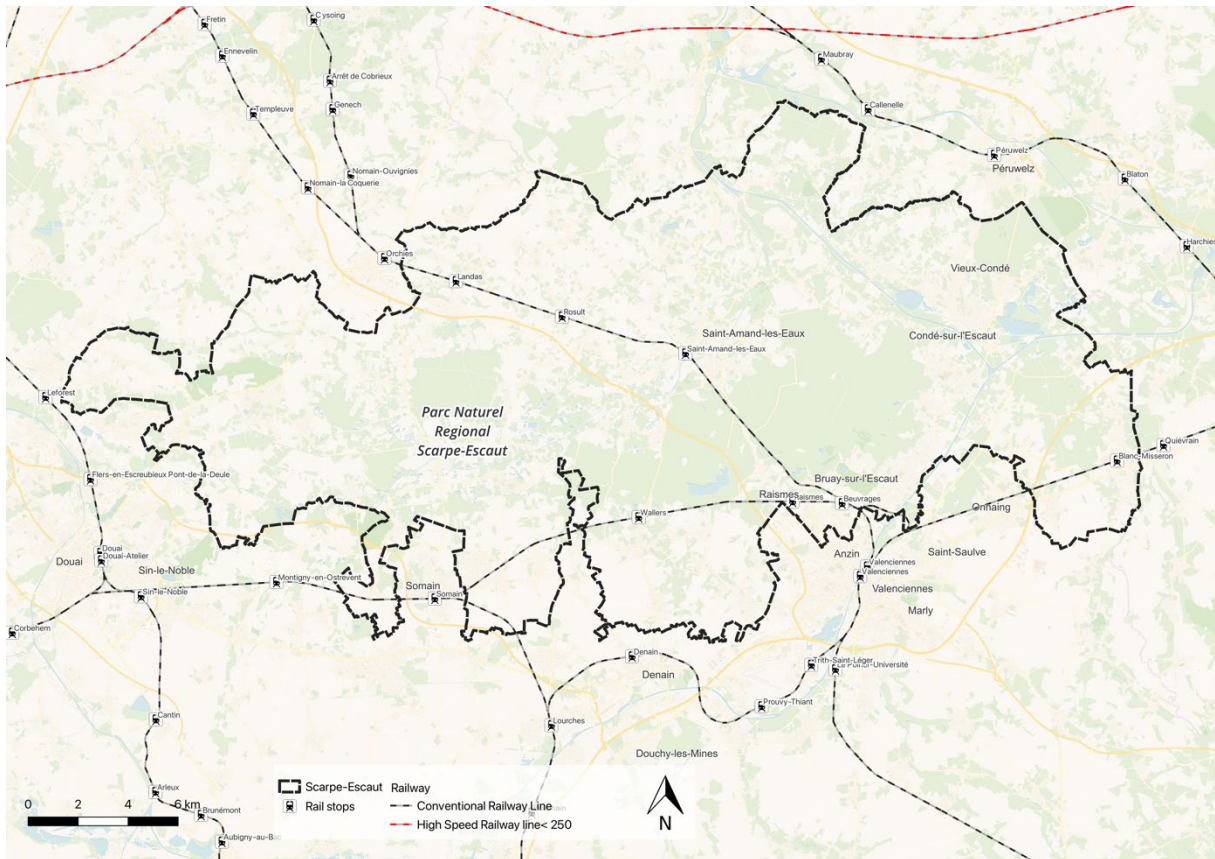 Fretin
Cysoing
Ennevelin
Maubray
Arrêt de Cobrieux
Genech
Templeuve
Callenelle
Péruwelz
Péruwelz
Nomain-Ouvignies
Blaton
Nomain-la Coquerie
Harchies
Orchies
Vieux-Condé
Landas
Rosult
Saint-Amand-les-Eaux
Condé-sur-l'Escaut
Saint-Amand-les-Eaux
Leforest
Parc Naturel
Regional
Scarpe-Escaut
Quiévrain
Blanc-Misseron
Flers-en-Escreubieux Pont-de-la-Deule
Bruay-sur-l'Escaut
Raismes
Raismes
Beuvrages
Onnaing
Wallers
Douai
Douai
Douai-Atelier
Anzin
Saint-Saulve
Sin-le-Noble
Valenciennes
Valenciennes
Valenciennes
Montigny-en-Ostrevent
Somain
Somain
Sin-le-Noble
Marly
Corbehem
Denain
Denain
Trith-Saint-Léger
Université
Prouvy-Thiant
Cantin
Lourches
Douchy-les-Mines
Arleux
Brunémont
Aubigny-au-Bac
0 2 4 6 km
Scarpe-Escaut
Rail stops
Railway
Conventional Railway Line
High Speed Railway line< 250
N